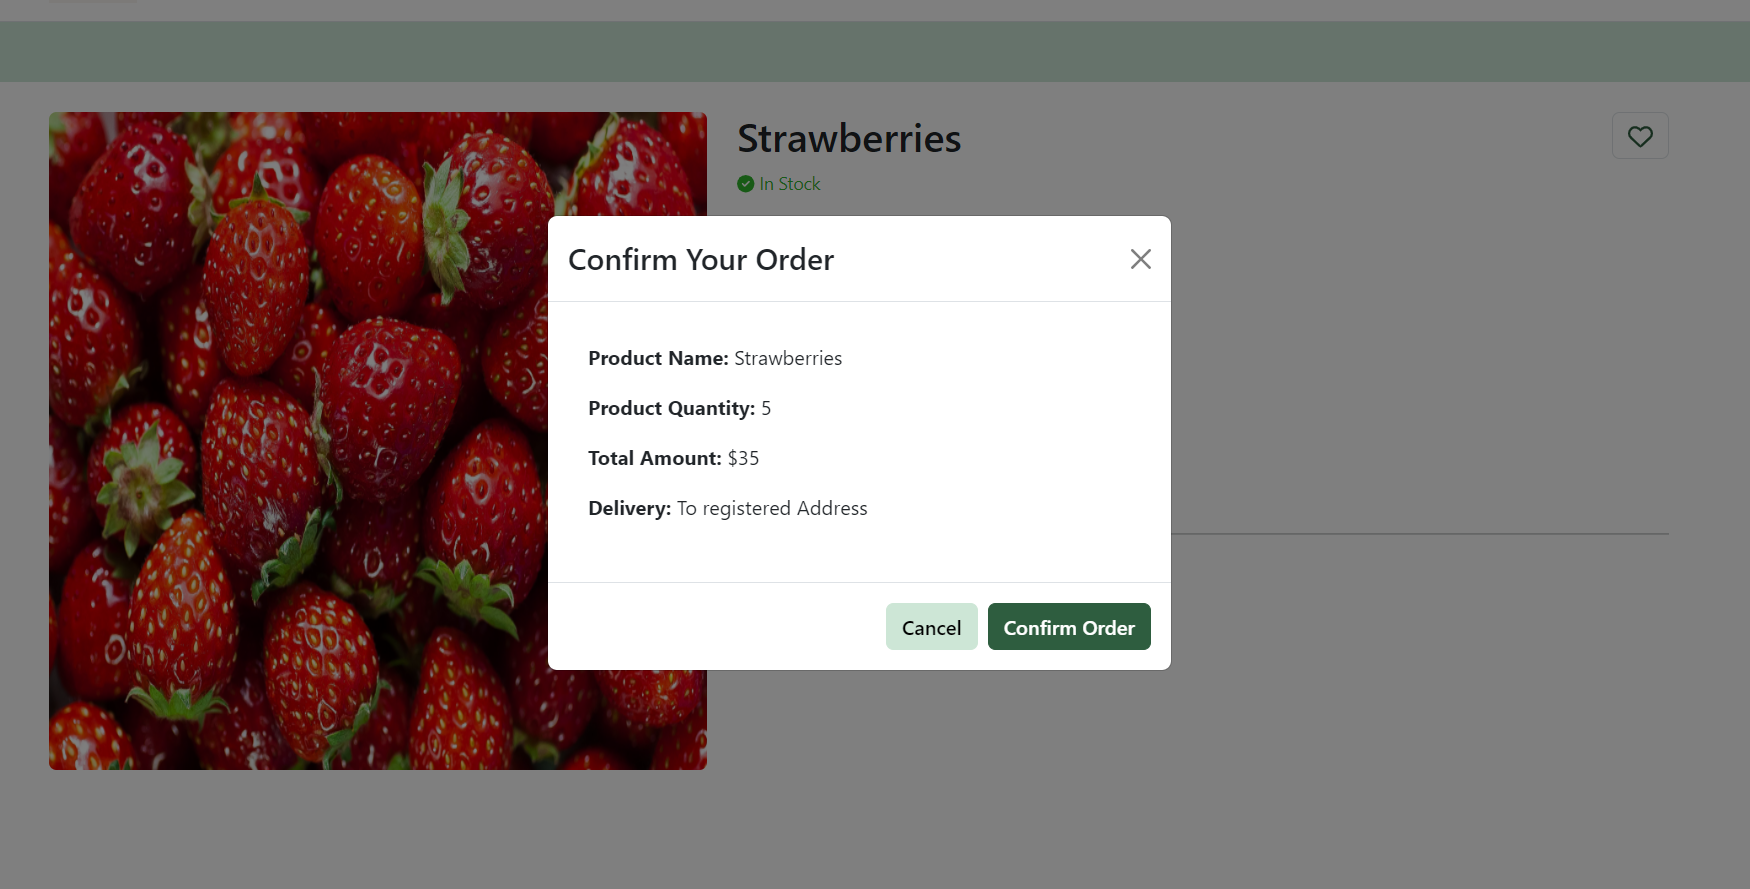 Strawberries
In Stock
Confirm Your Order
Product Name: Strawberries
Product Quantity: 5
Total Amount: $35
Delivery: To registered Address
Cancel
Confirm Order